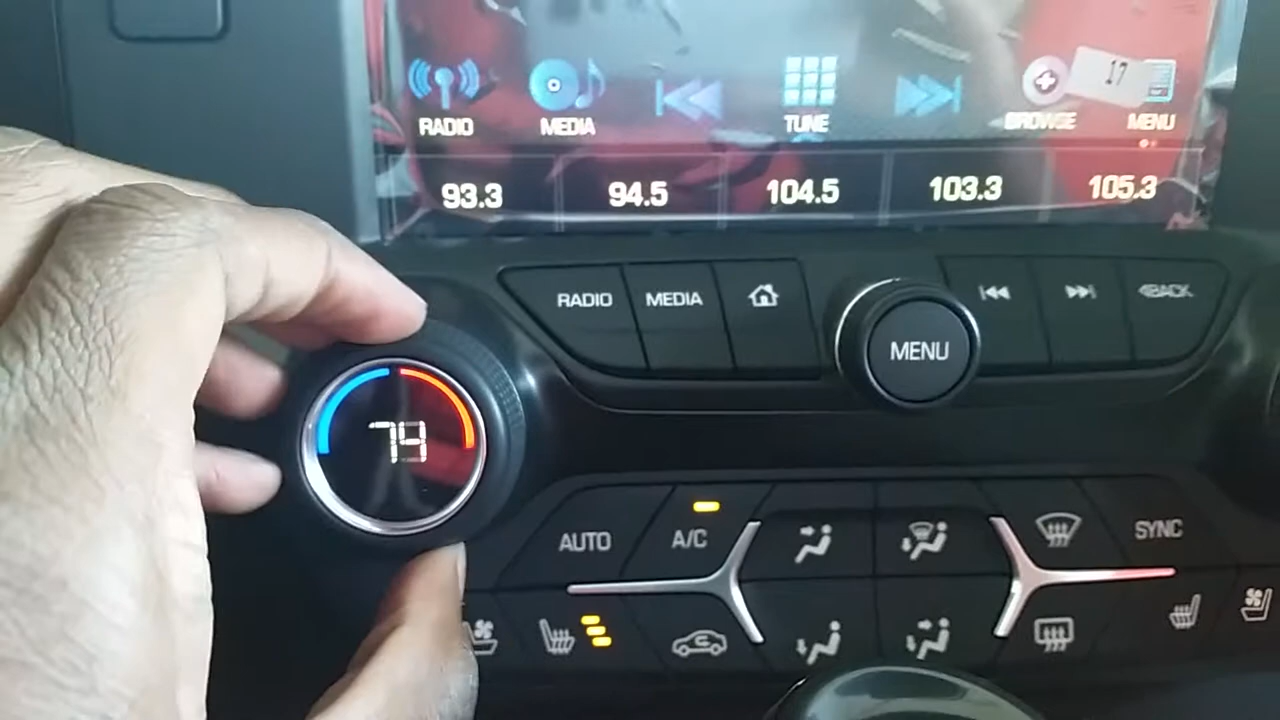 17
RADIO MEDIA TUNE BROWSE MENU
93.3 94.5 104.5 103.3 105.3
RADIO MEDIA BACK
MENU
79
AUTO A/C SYNC